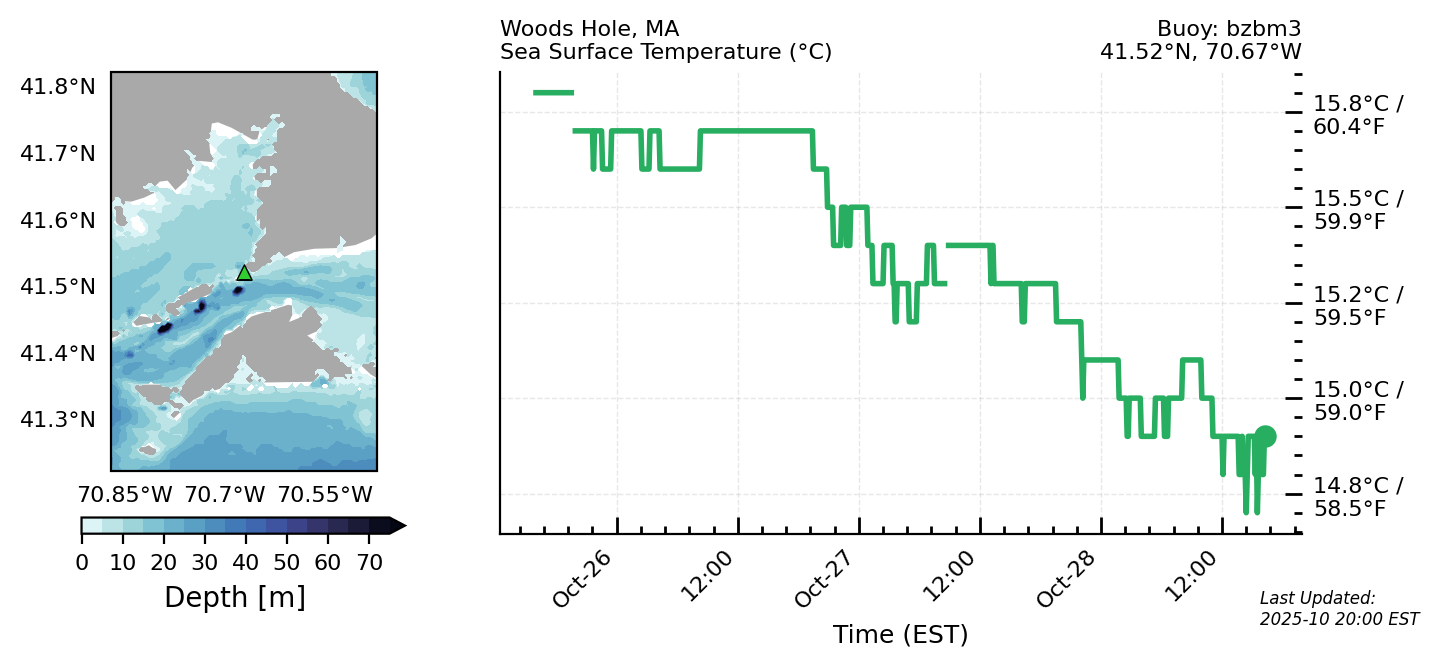 Woods Hole, MA
Sea Surface Temperature (°C)
Buoy: bzbm3
41.52°N, 70.67°W
41.8°N
41.7°N
41.6°N
41.5°N
41.4°N
41.3°N
70.85°W 70.7°W 70.55°W
0 10 20 30 40 50 60 70
Depth [m]
15.8°C /
60.4°F
15.5°C /
59.9°F
15.2°C /
59.5°F
15.0°C /
59.0°F
14.8°C /
58.5°F
Oct-26 12:00 Oct-27 12:00 Oct-28 12:00
Time (EST)
Last Updated:
2025-10 20:00 EST